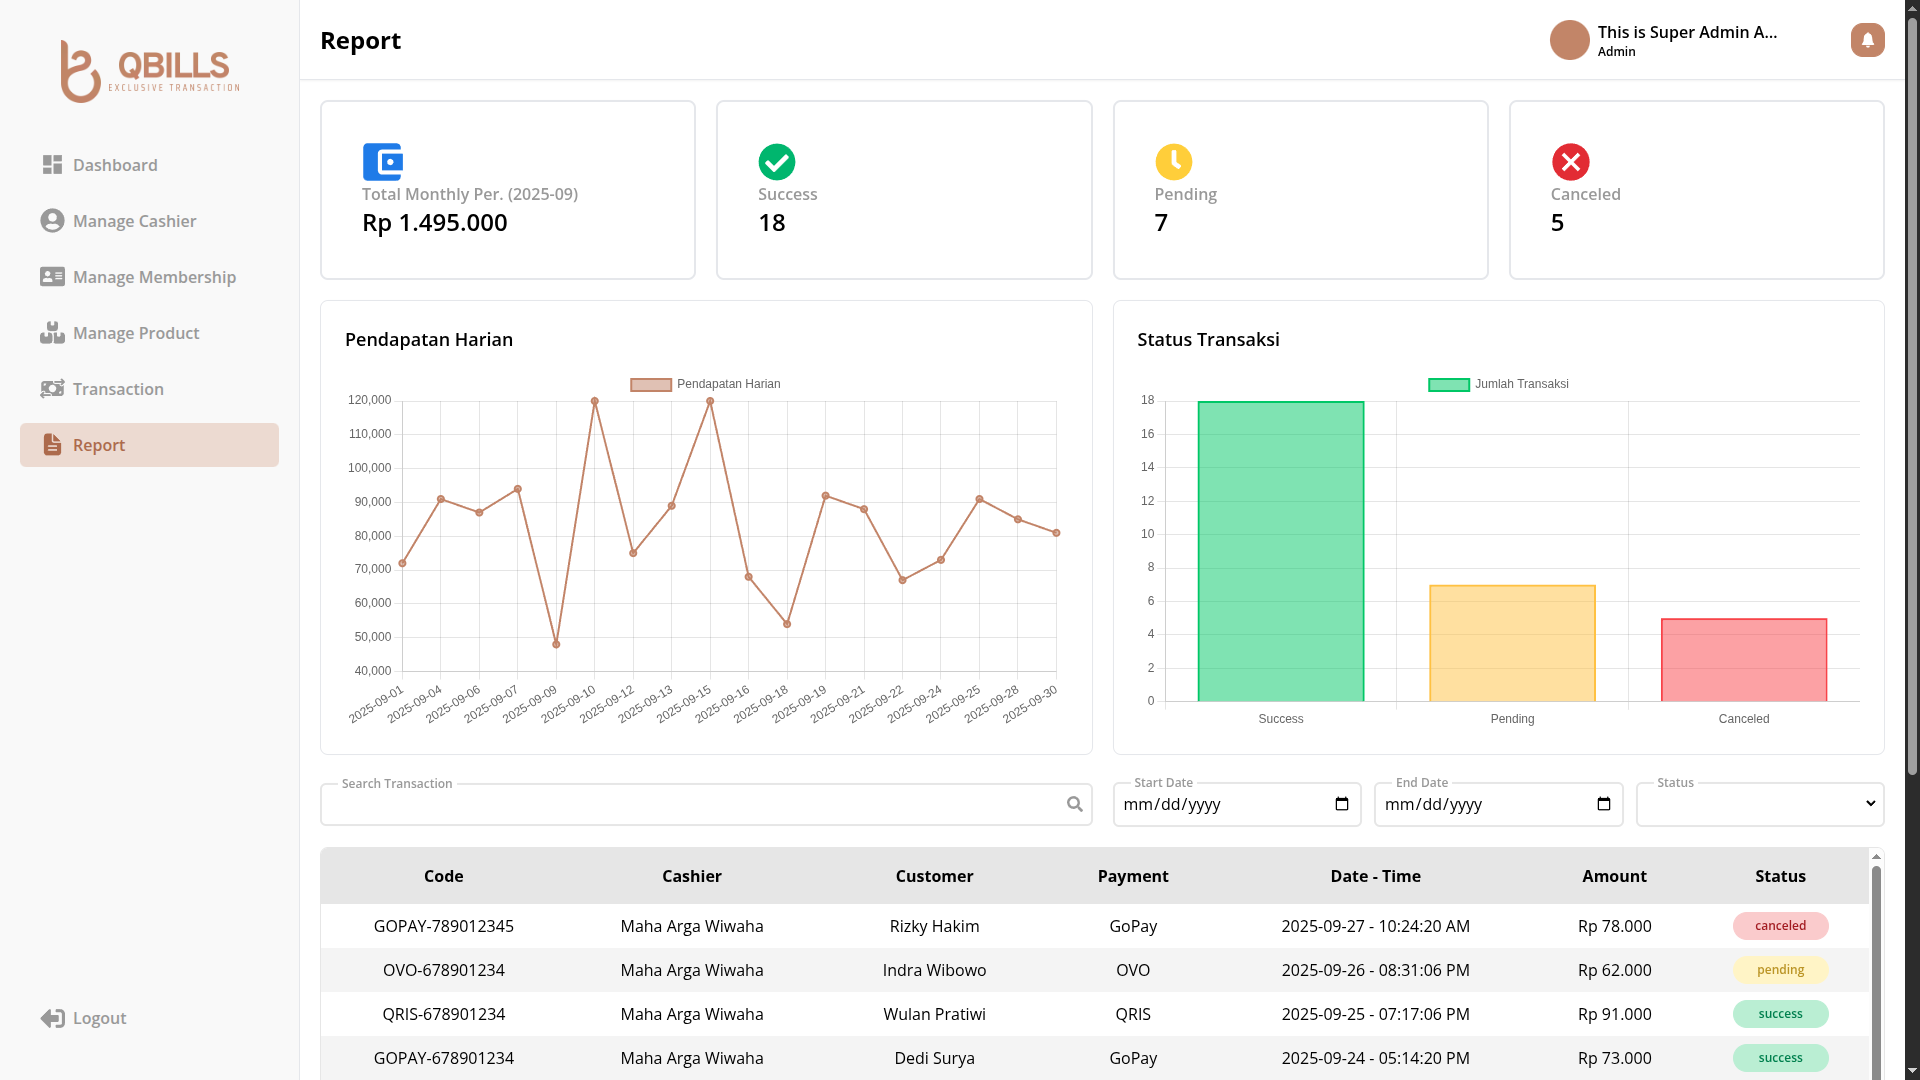 QBILLS
EXCLUSIVE TRANSACTION
Dashboard
Manage Cashier
Manage Membership
Manage Product
Transaction
Report
Logout
Report
This is Super Admin A...
Admin
Total Monthly Per. (2025-09)
Rp 1.495.000
Success
18
Pending
7
Canceled
5
Pendapatan Harian
Pendapatan Harian
120,000
110,000
100,000
90,000
80,000
70,000
60,000
50,000
40,000
2025-09-01 2025-09-04 2025-09-06 2025-09-07 2025-09-09 2025-09-10 2025-09-12 2025-09-13 2025-09-15 2025-09-16 2025-09-18 2025-09-19 2025-09-21 2025-09-22 2025-09-24 2025-09-25 2025-09-28 2025-09-30
Status Transaksi
Jumlah Transaksi
18
16
14
12
10
8
6
4
2
0
Success Pending Canceled
Search Transaction
Start Date
mm/dd/yyyy
End Date
mm/dd/yyyy
Status
Code Cashier Customer Payment Date - Time Amount Status
GOPAY-789012345 Maha Arga Wiwaha Rizky Hakim GoPay 2025-09-27 - 10:24:20 AM Rp 78.000 canceled
OVO-678901234 Maha Arga Wiwaha Indra Wibowo OVO 2025-09-26 - 08:31:06 PM Rp 62.000 pending
QRIS-678901234 Maha Arga Wiwaha Wulan Pratiwi QRIS 2025-09-25 - 07:17:06 PM Rp 91.000 success
GOPAY-678901234 Maha Arga Wiwaha Dedi Surya GoPay 2025-09-24 - 05:14:20 PM Rp 73.000 success